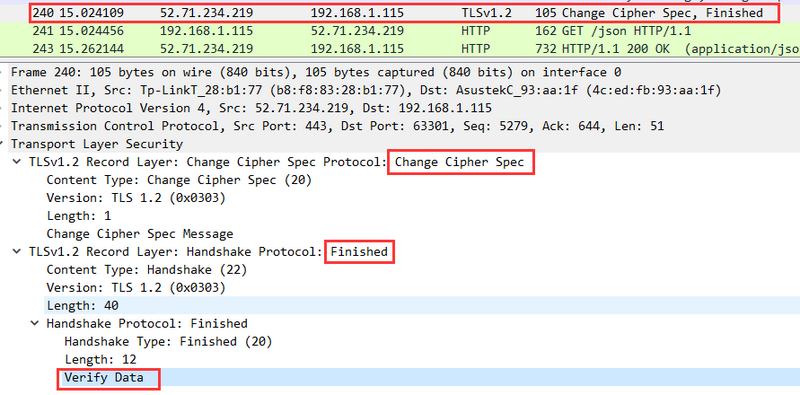 240 15.024109 52.71.234.219 192.168.1.115 TLSv1.2 105 Change Cipher Spec, Finished
241 15.024456 192.168.1.115 52.71.234.219 HTTP 162 GET /json HTTP/1.1
243 15.262144 52.71.234.219 192.168.1.115 HTTP 732 HTTP/1.1 200 OK (application/jso
Frame 240: 105 bytes on wire (840 bits), 105 bytes captured (840 bits) on interface 0
Ethernet II, Src: Tp-LinkT_28:b1:77 (b8:f8:83:28:b1:77), Dst: AsustekC_93:aa:1f (4c:ed:fb:93:aa:1f)
Internet Protocol Version 4, Src: 52.71.234.219, Dst: 192.168.1.115
Transmission Control Protocol, Src Port: 443, Dst Port: 63301, Seq: 5279, Ack: 644, Len: 51
Transport Layer Security
TLSv1.2 Record Layer: Change Cipher Spec Protocol: Change Cipher Spec
Content Type: Change Cipher Spec (20)
Version: TLS 1.2 (0x0303)
Length: 1
Change Cipher Spec Message
TLSv1.2 Record Layer: Handshake Protocol: Finished
Content Type: Handshake (22)
Version: TLS 1.2 (0x0303)
Length: 40
Handshake Protocol: Finished
Handshake Type: Finished (20)
Length: 12
Verify Data